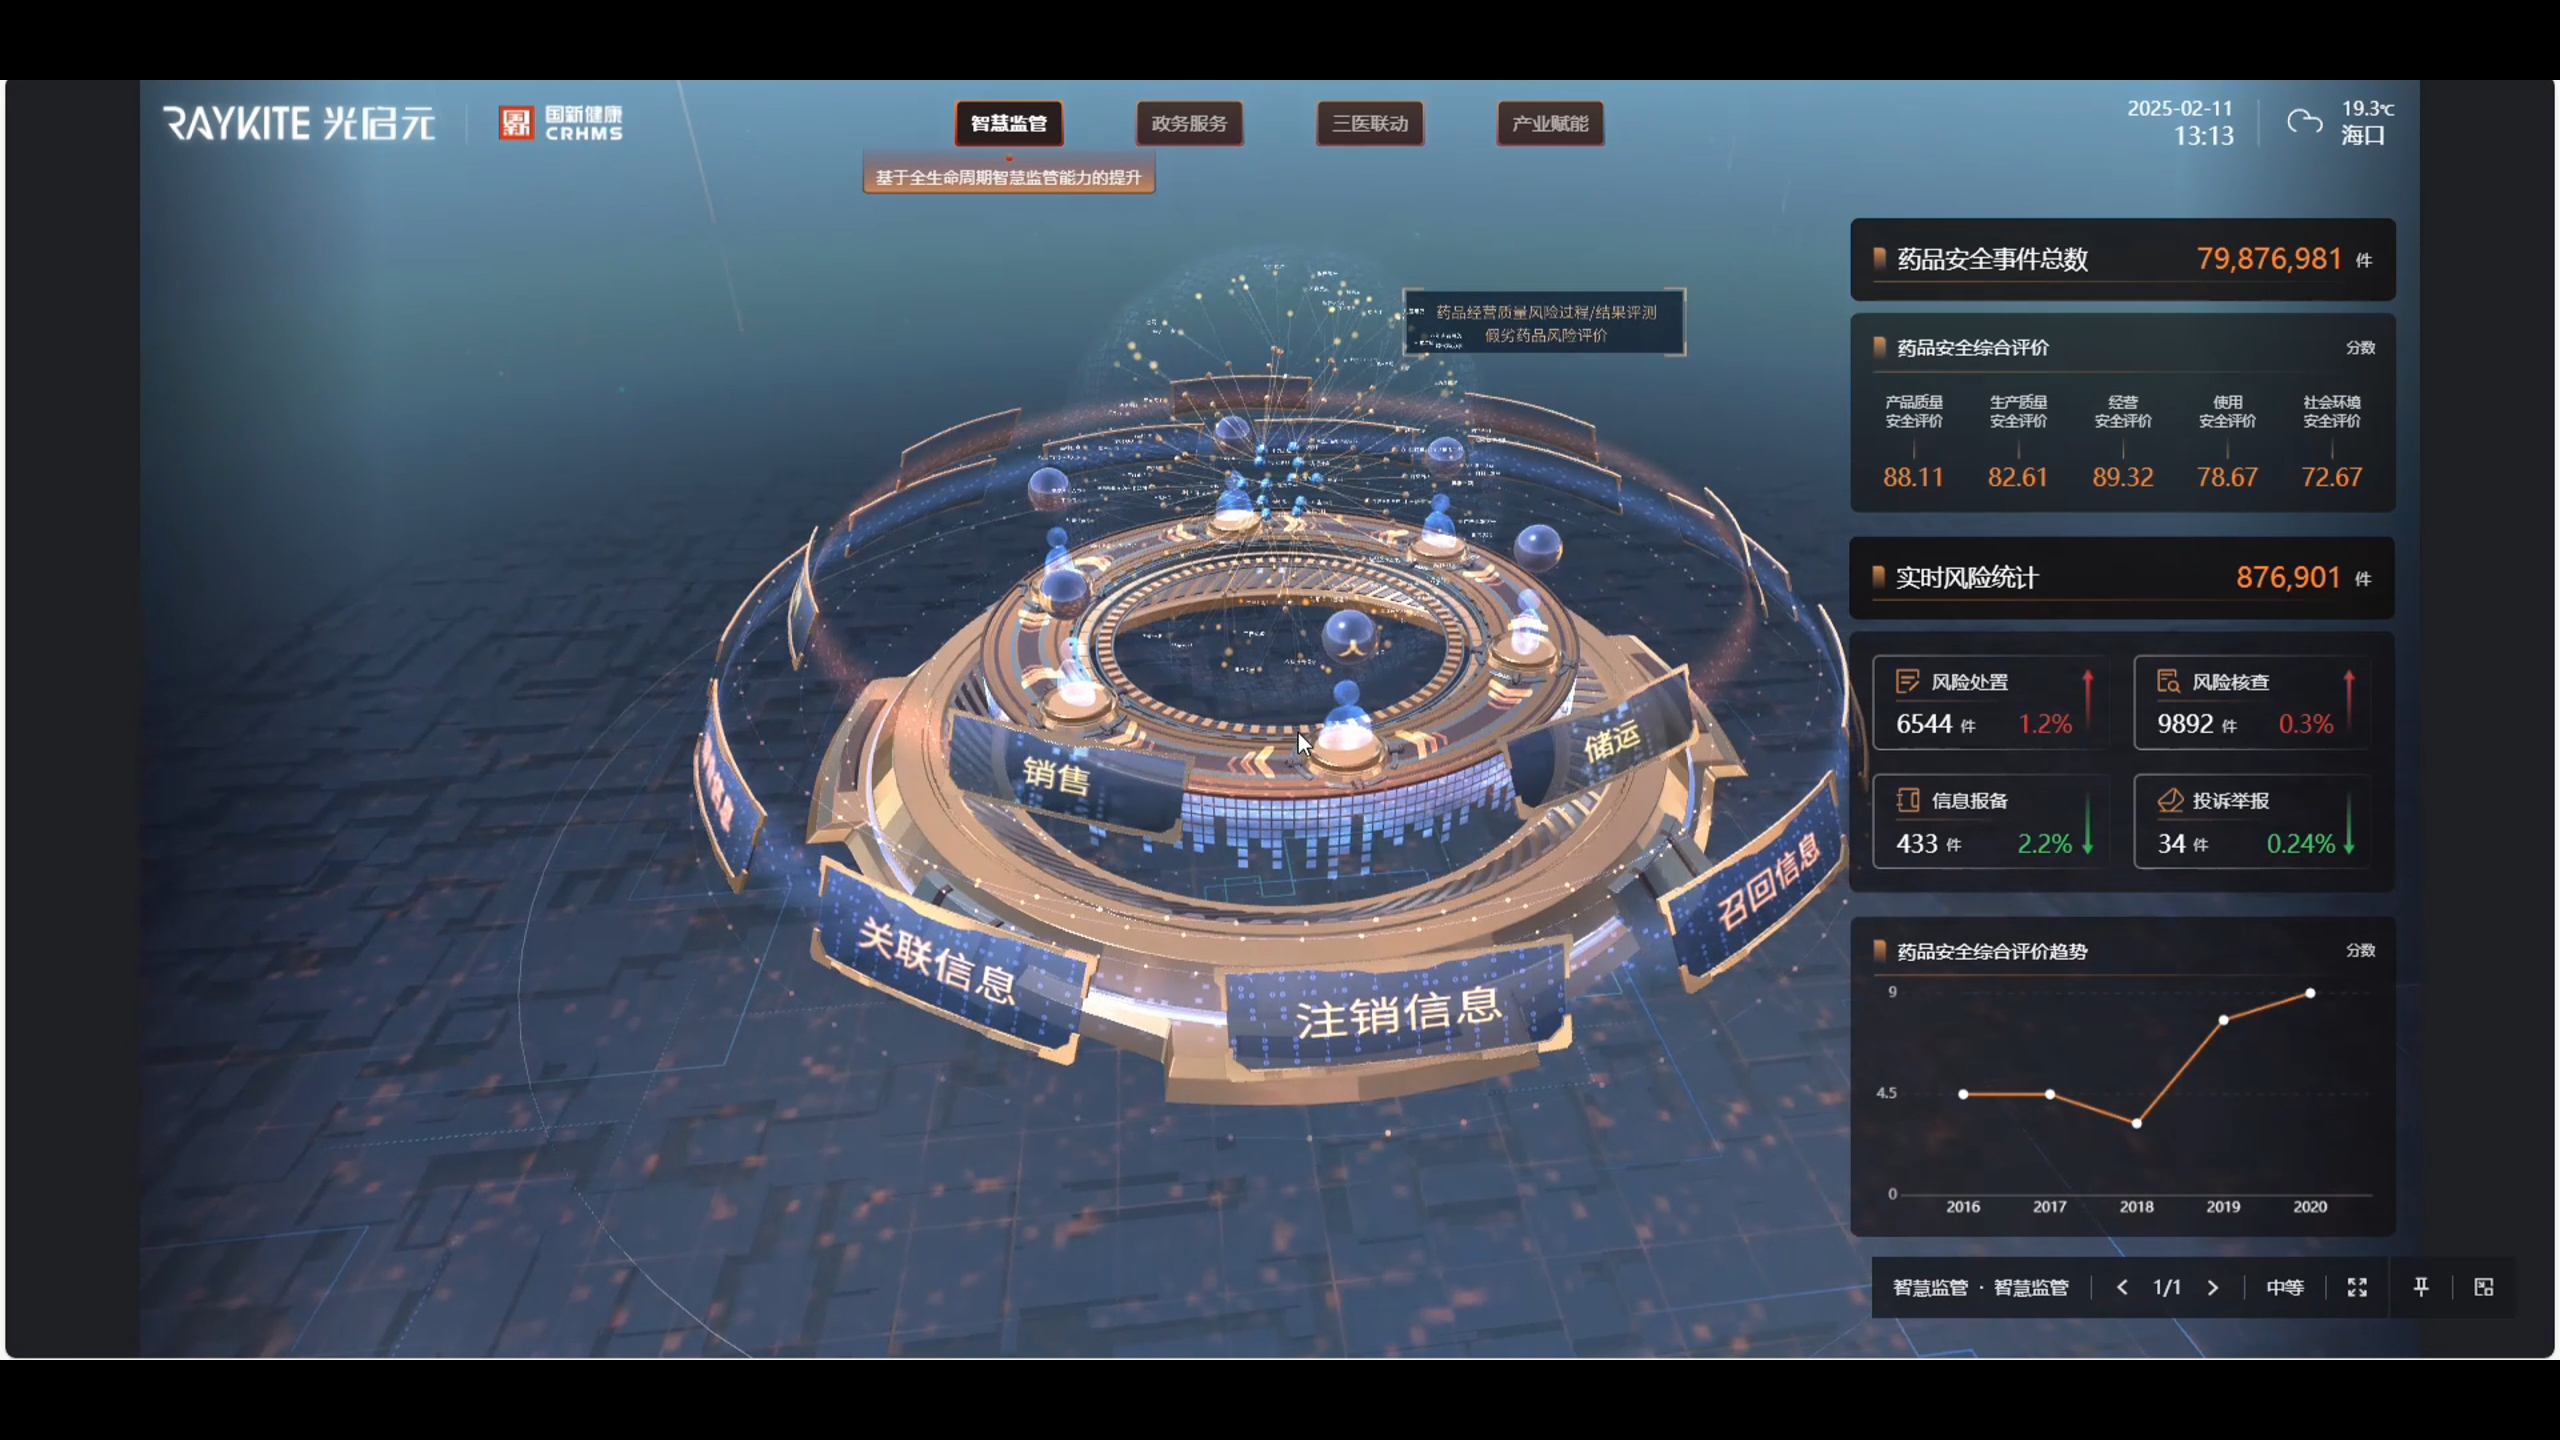 RAYKITE 光启元
国新健康
CRHMS
智慧监管
政务服务
三医联动
产业赋能
基于全生命周期智慧监管能力的提升
2025-02-11
13:13
19.3℃
海口
药品经营质量风险过程/结果评测
假劣药品风险评价
销售
储运
关联信息
注销信息
召回信息
药品安全事件总数 79,876,981 件
药品安全综合评价 分数
产品质量 生产质量 经营 使用 社会环境
安全评价 安全评价 安全评价 安全评价 安全评价
88.11 82.61 89.32 78.67 72.67
实时风险统计 876,901 件
风险处置
6544 件 1.2%
风险核查
9892 件 0.3%
信息报备
433 件 2.2%
投诉举报
34 件 0.24%
药品安全综合评价趋势 分数
9
4.5
0
2016 2017 2018 2019 2020
智慧监管 · 智慧监管 1/1 中等